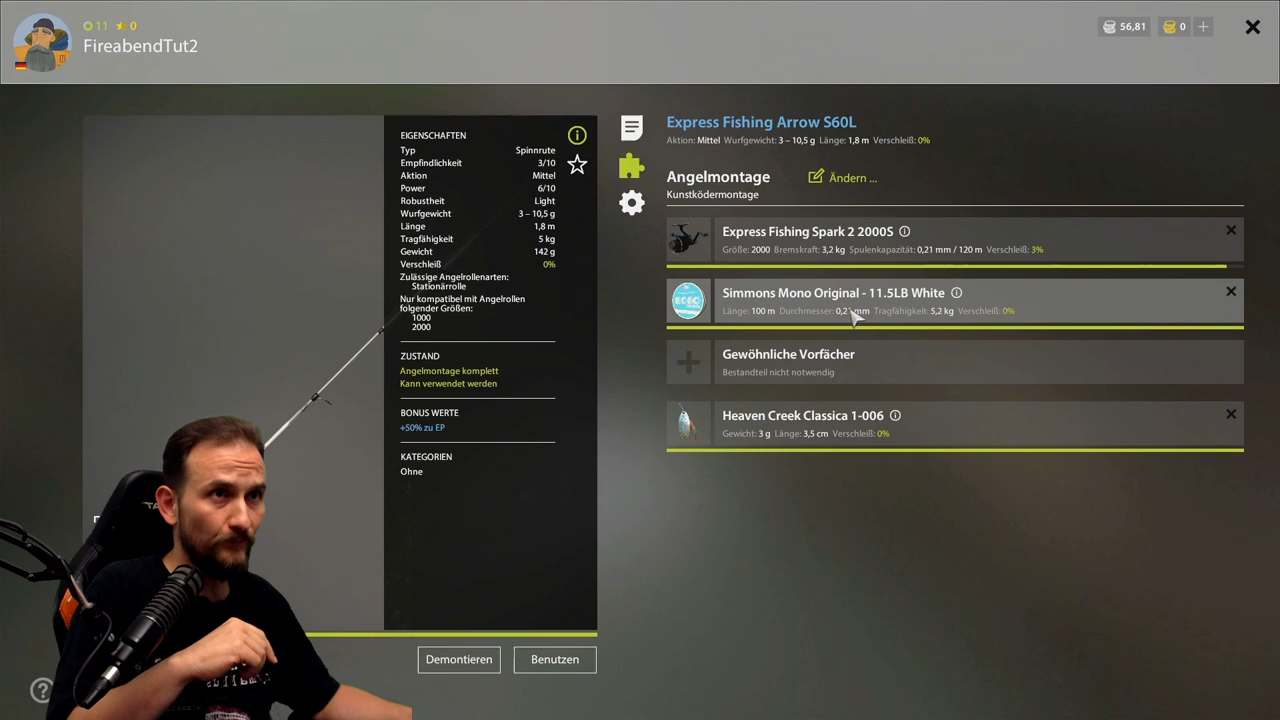 11 0
FireabendTut2
56,81
0
EIGENSCHAFTEN
Typ Spinnrute
Empfindlichkeit 3/10
Aktion Mittel
Power 6/10
Robustheit Light
Wurfgewicht 3 – 10,5 g
Länge 1,8 m
Tragfähigkeit 5 kg
Gewicht 142 g
Verschleiß 0%
Zulässige Angelrollenarten:
Stationärrolle
Nur kompatibel mit Angelrollen
folgender Größen:
1000
2000
ZUSTAND
Angelmontage komplett
Kann verwendet werden
BONUS WERTE
+50% zu EP
KATEGORIEN
Ohne
Demontieren
Benutzen
Express Fishing Arrow S60L
Aktion: Mittel Wurfgewicht: 3 – 10,5 g Länge: 1,8 m Verschleiß: 0%
Angelmontage
Ändern ...
Kunstködermontage
Express Fishing Spark 2 2000S
Größe: 2000 Bremskraft: 3,2 kg Spulenkapazität: 0,21 mm / 120 m Verschleiß: 3%
Simmons Mono Original - 11.5LB White
Länge: 100 m Durchmesser: mm Tragfähigkeit: 5,2 kg Verschleiß: 0%
Gewöhnliche Vorfächer
Bestandteil nicht notwendig
Heaven Creek Classica 1-006
Gewicht: 3 g Länge: 3,5 cm Verschleiß: 0%
?